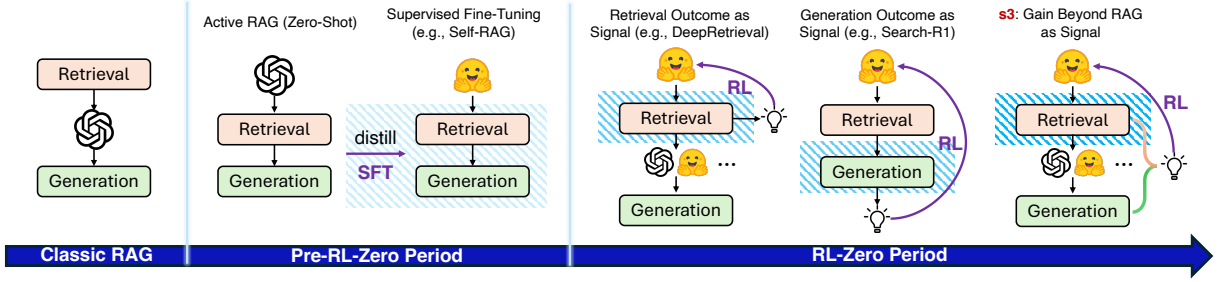 Retrieval
Generation
Active RAG (Zero-Shot)
Retrieval
Generation
distill
SFT
Supervised Fine-Tuning
(e.g., Self-RAG)
Retrieval
Generation
Retrieval Outcome as
Signal (e.g., DeepRetrieval)
RL
Retrieval
...
Generation
Generation Outcome as
Signal (e.g., Search-R1)
Retrieval
RL
Generation
s3: Gain Beyond RAG
as Signal
RL
Retrieval
...
Generation
Classic RAG
Pre-RL-Zero Period
RL-Zero Period